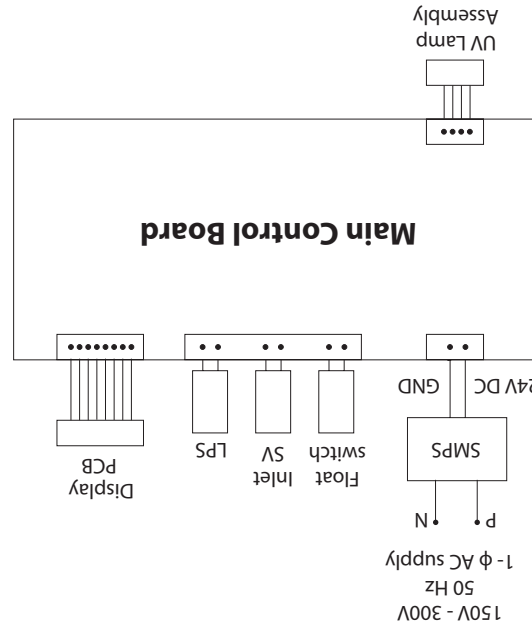 150V - 300V
50 Hz
1- ϕ AC supply
P
N
SMPS
24V DC
GND
Float
switch
Inlet
SV
LPS
Display
PCB
Main Control Board
UV Lamp
Assembly